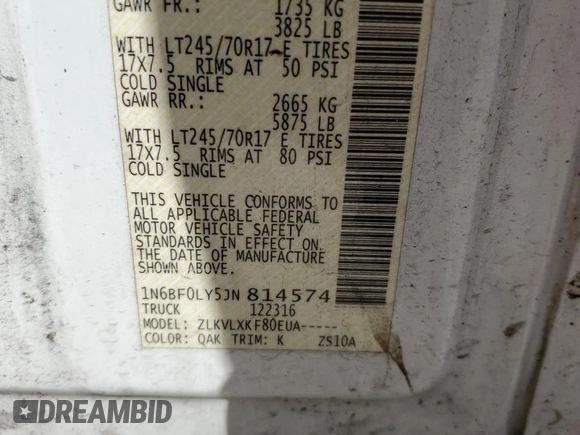 GAWR FR.: 1735 KG
3825 LB
WITH LT245/70R17 E TIRES
17X7.5 RIMS AT 50 PSI
COLD SINGLE
GAWR RR.: 2665 KG
5875 LB
WITH LT245/70R17 E TIRES
17X7.5 RIMS AT 80 PSI
COLD SINGLE
THIS VEHICLE CONFORMS TO
ALL APPLICABLE FEDERAL
MOTOR VEHICLE SAFETY
STANDARDS IN EFFECT ON
THE DATE OF MANUFACTURE
SHOWN ABOVE.
1N6BF0LY5JN814574
TRUCK 122316
MODEL: ZLKVLXKF80EUA-----
COLOR: QAK TRIM: K ZS10A
DREAMBID